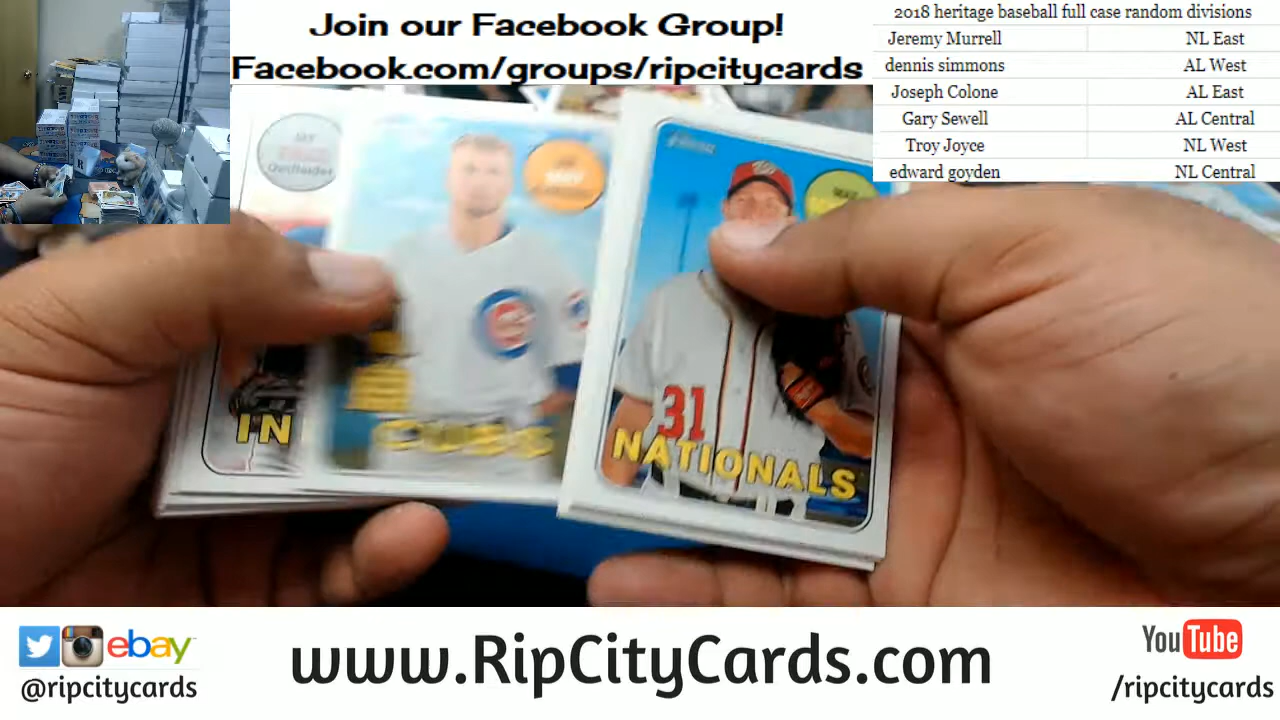 Join our Facebook Group!
Facebook.com/groups/ripcitycards
2018 heritage baseball full case random divisions
Jeremy Murrell NL East
dennis simmons AL West
Joseph Colone AL East
Gary Sewell AL Central
Troy Joyce NL West
edward goyden NL Central
Outfielder
IN
CUBS
31
NATIONALS
ebay
@ripcitycards
www.RipCityCards.com
YouTube
/ripcitycards